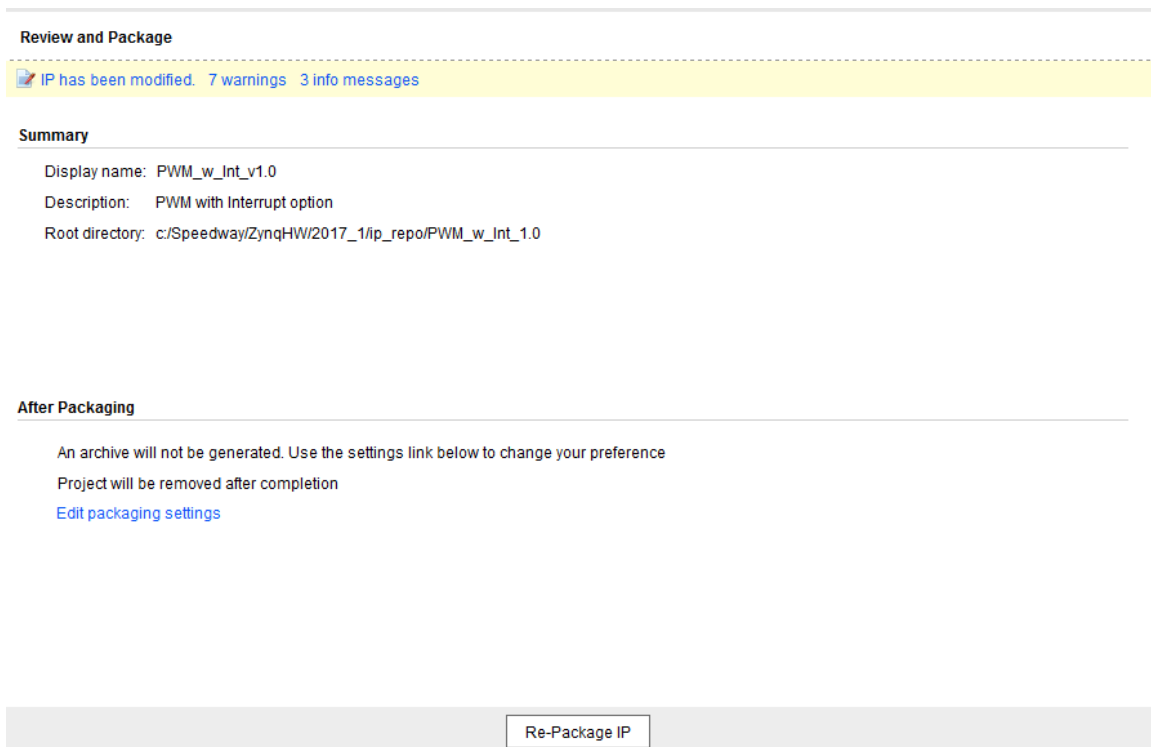 Review and Package
IP has been modified. 7 warnings 3 info messages
Summary
Display name: PWM_w_Int_v1.0
Description: PWM with Interrupt option
Root directory: c:/Speedway/ZynqHW/2017_1/ip_repo/PWM_w_Int_1.0
After Packaging
An archive will not be generated. Use the settings link below to change your preference
Project will be removed after completion
Edit packaging settings
Re-Package IP